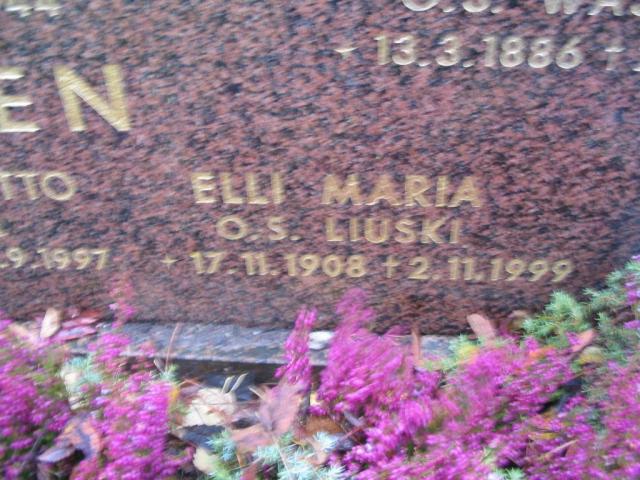 13.3.1886 +
EN
TTO
.9.1997
ELLI MARIA
O.S. LIUSKI
* 17.11.1908 + 2.11.1999